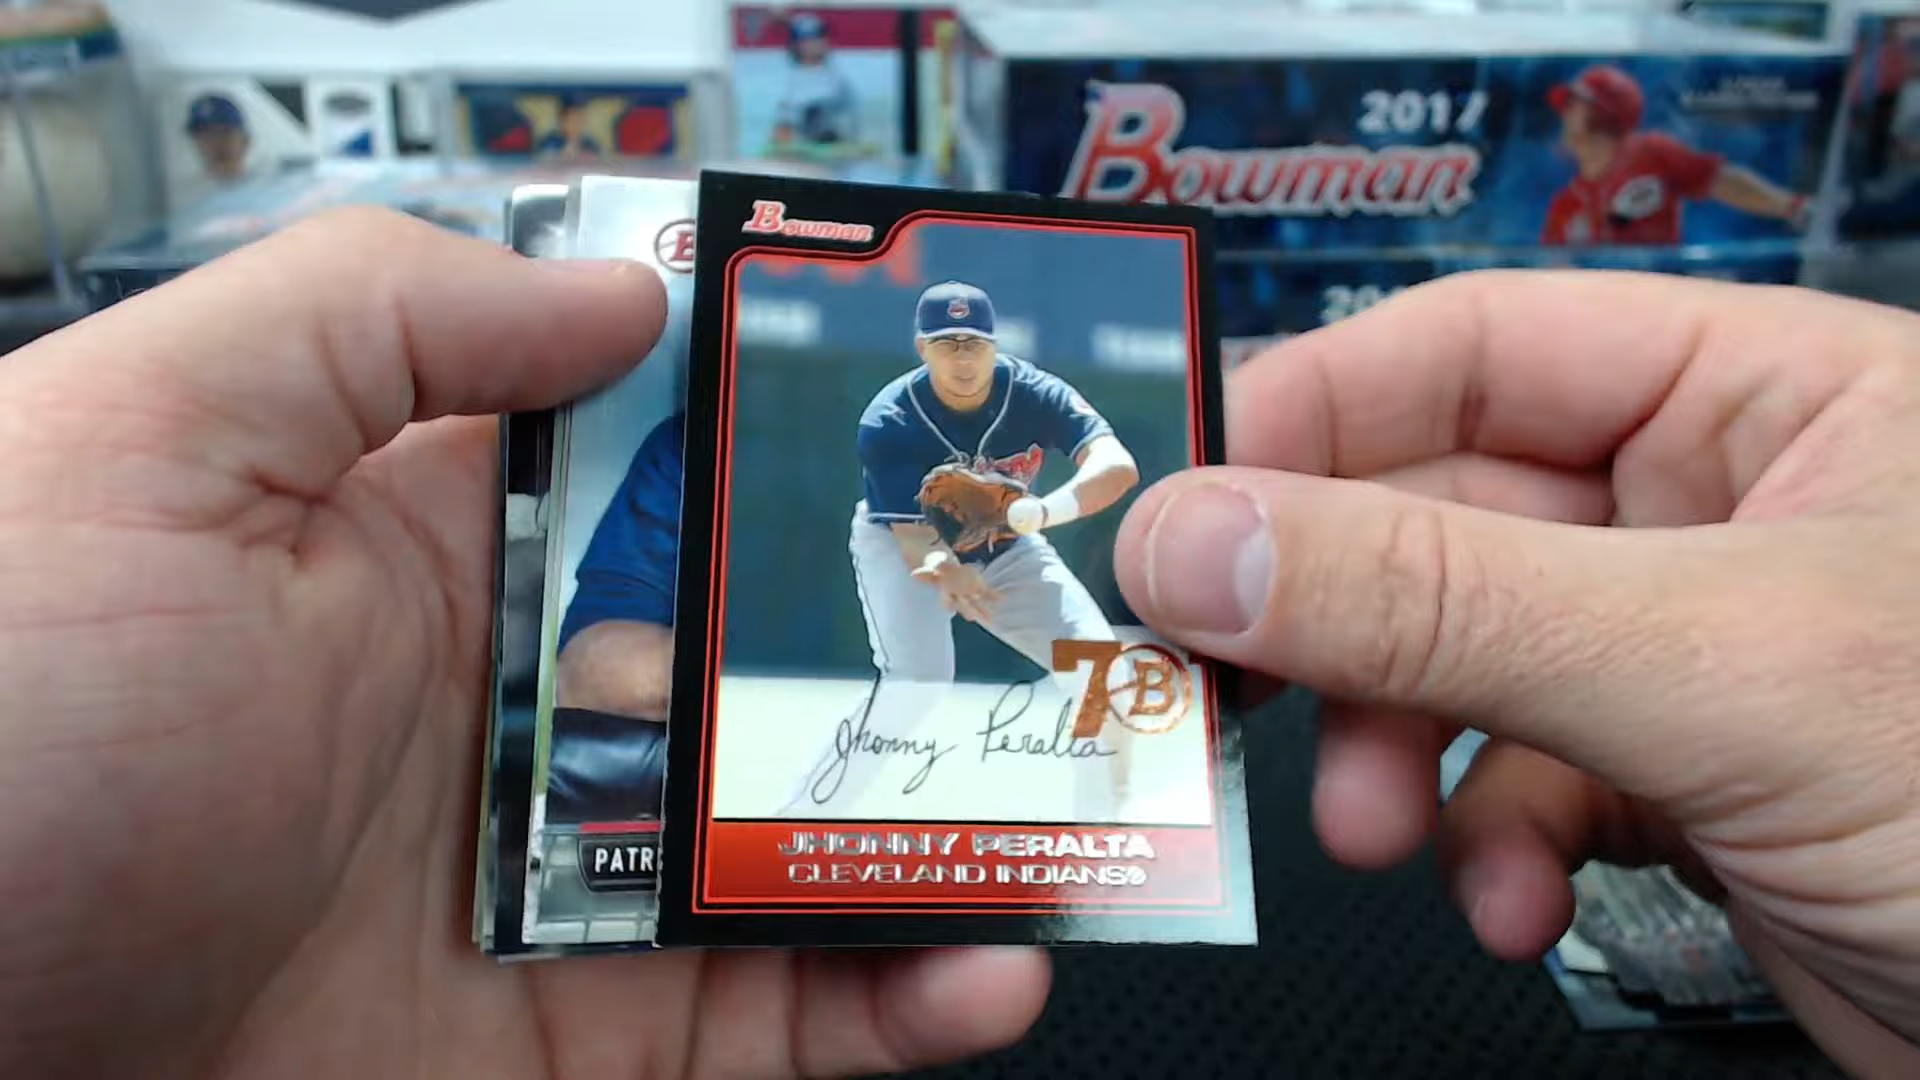 2017
Bowman
Bowman
B
7B
Jhonny Peralta
PATR
JHONNY PERALTA
CLEVELAND INDIANS®